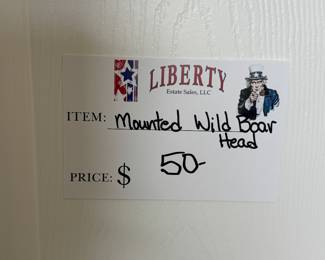 LIBERTY
Estate Sales, LLC
ITEM: Mounted Wild Boar
Head
PRICE: $ 50-